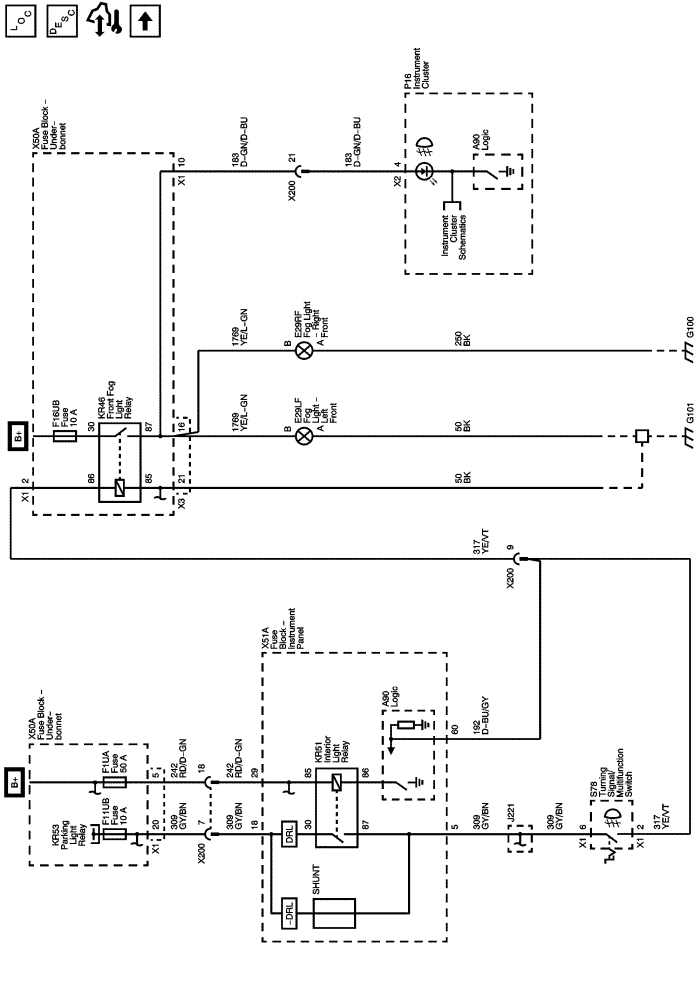 LOC
DESC
P16
Instrument
Cluster
A90
Logic
X50A
Fuse Block –
Under-
bonnet
10
X1
183
D-GN/D-BU
21
X200
183
D-GN/D-BU
4
X2
Instrument
Cluster
Schematics
1769
YE/L-GN
B
E29RF
Fog Light
– Right
Front
A
250
BK
G100
B+
F16UB
Fuse
10 A
30
KR46
Front Fog
Light
Relay
87
16
1769
YE/L-GN
B
E29LF
Fog
Light –
Left
Front
A
50
BK
G101
2
X1
86
85
21
X3
50
BK
317
YE/VT
9
X200
X51A
Fuse
Block –
Instrument
Panel
A90
Logic
60
192
D-BU/GY
X50A
Fuse Block –
Under-
bonnet
B+
F1UA
Fuse
50 A
5
242
RD/D-GN
18
242
RD/D-GN
29
85
KR51
Interior
Light
Relay
86
KR53
Parking
Light
Relay
F11UB
Fuse
10 A
20
X1
309
GY/BN
7
X200
309
GY/BN
18
DRL
30
87
5
309
GY/BN
J221
309
GY/BN
6
X1
S78
Turning
Signal/
Multifunction
Switch
2
X1
317
YE/VT
–DRL
SHUNT